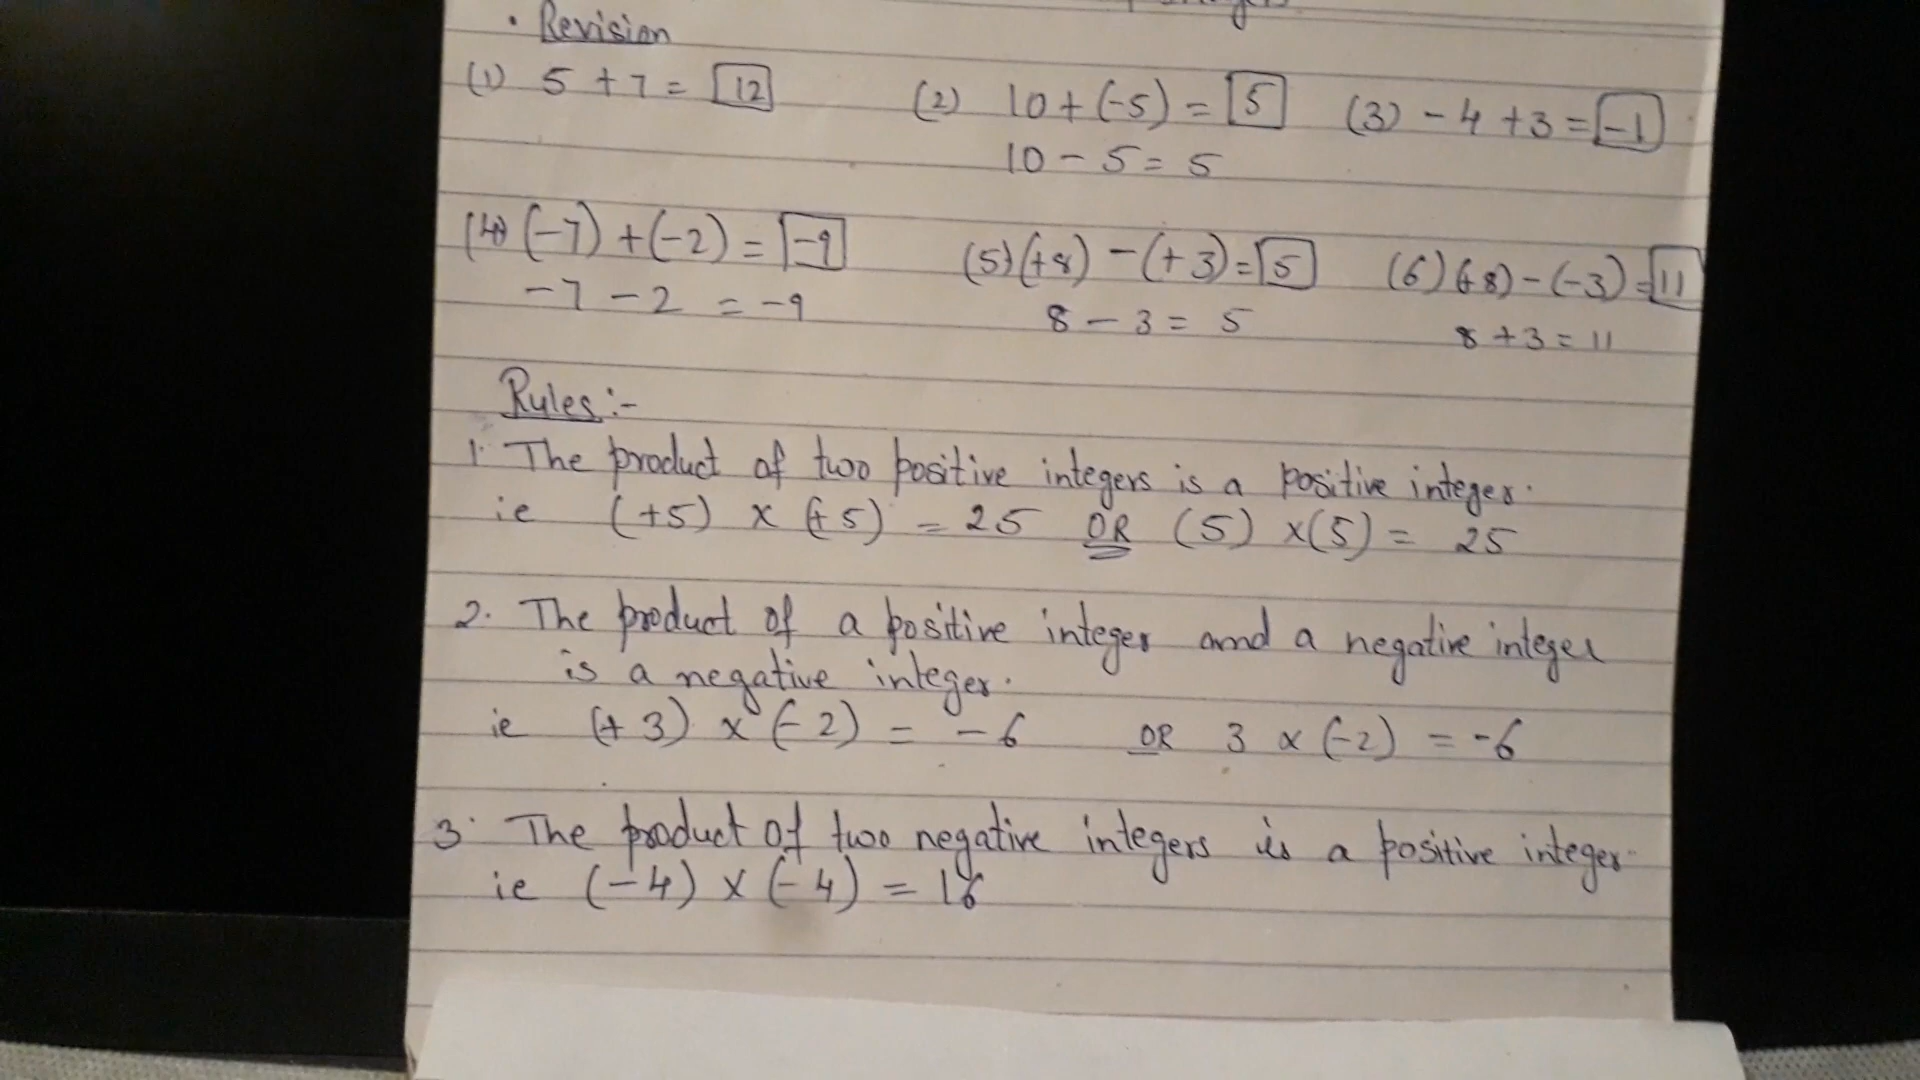 • Revision
(1) 5 + 7 = 12 (2) 10 + (-5) = 5 (3) - 4 + 3 = -1
10 - 5 = 5
(4) (-7) + (-2) = -9 (5) (+8) - (+3) = 5 (6) (+8) - (-3) = 11
-7 - 2 = -9 8 - 3 = 5 8 + 3 = 11
Rules :-
1. The product of two positive integers is a positive integer.
ie (+5) x (+5) = 25 OR (5) x (5) = 25
2. The product of a positive integer and a negative integer
is a negative integer.
ie (+3) x (-2) = -6 OR 3 x (-2) = -6
3. The product of two negative integers is a positive integer.
ie (-4) x (-4) = 16